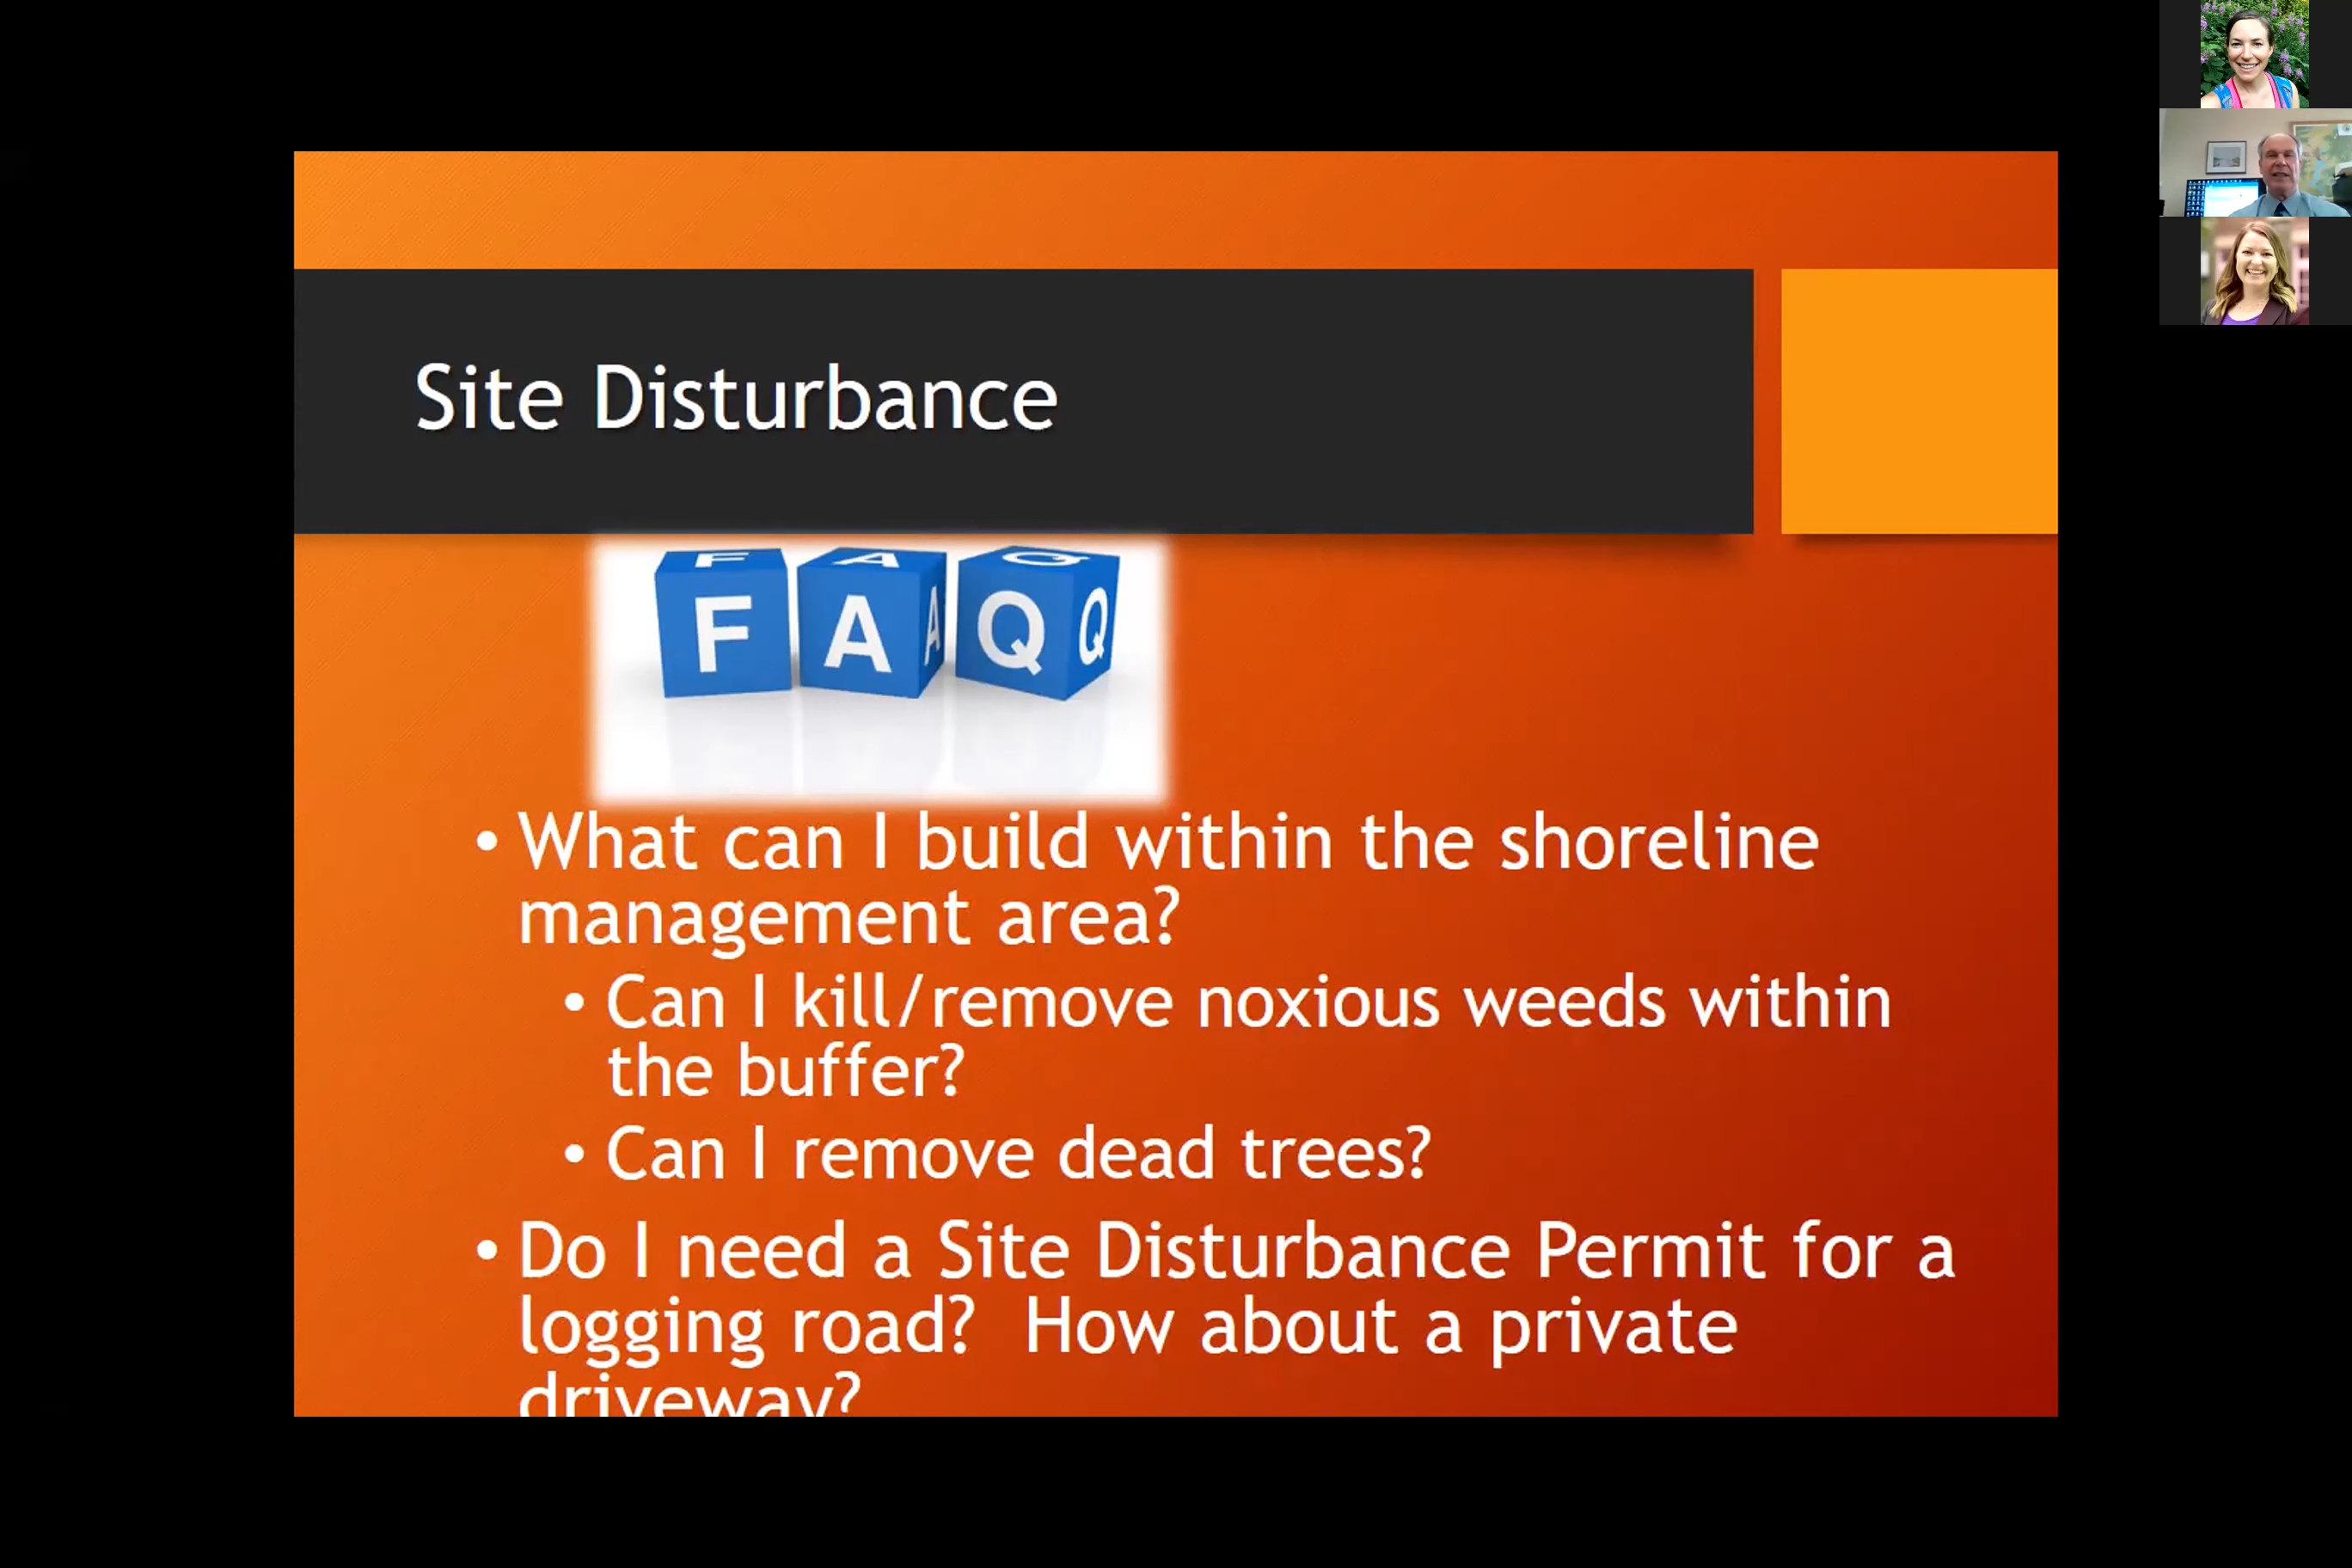 Site Disturbance
F A Q
F A A Q Q
• What can I build within the shoreline
management area?
• Can I kill/remove noxious weeds within
the buffer?
• Can I remove dead trees?
• Do I need a Site Disturbance Permit for a
logging road?  How about a private
driveway?